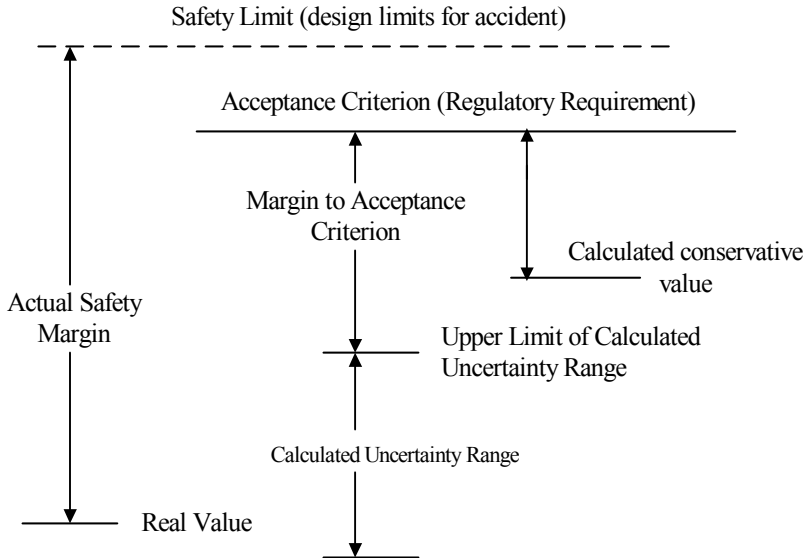 Safety Limit (design limits for accident)
Acceptance Criterion (Regulatory Requirement)
Margin to Acceptance
Criterion
Calculated conservative
value
Actual Safety
Margin
Upper Limit of Calculated
Uncertainty Range
Calculated Uncertainty Range
Real Value